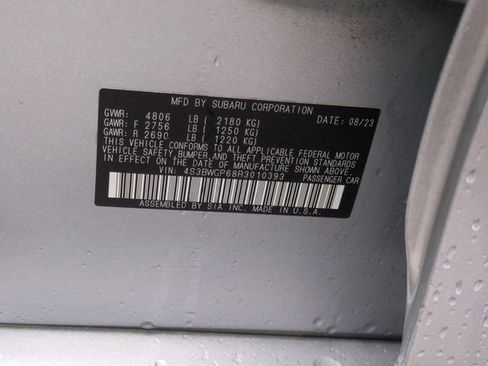 MFD BY SUBARU CORPORATION DATE: 08/23
GVWR: 4806 LB ( 2180 KG)
GAWR: F 2756 LB ( 1250 KG)
GAWR: R 2690 LB ( 1220 KG)
THIS VEHICLE CONFORMS TO ALL APPLICABLE FEDERAL MOTOR
VEHICLE SAFETY, BUMPER, AND THEFT PREVENTION STANDARDS
IN EFFECT ON THE DATE OF MANUFACTURE SHOWN ABOVE.
VIN: 4S3BWGP68R3010393 PASSENGER CAR
ASSEMBLED BY SIA INC. MADE IN U.S.A.